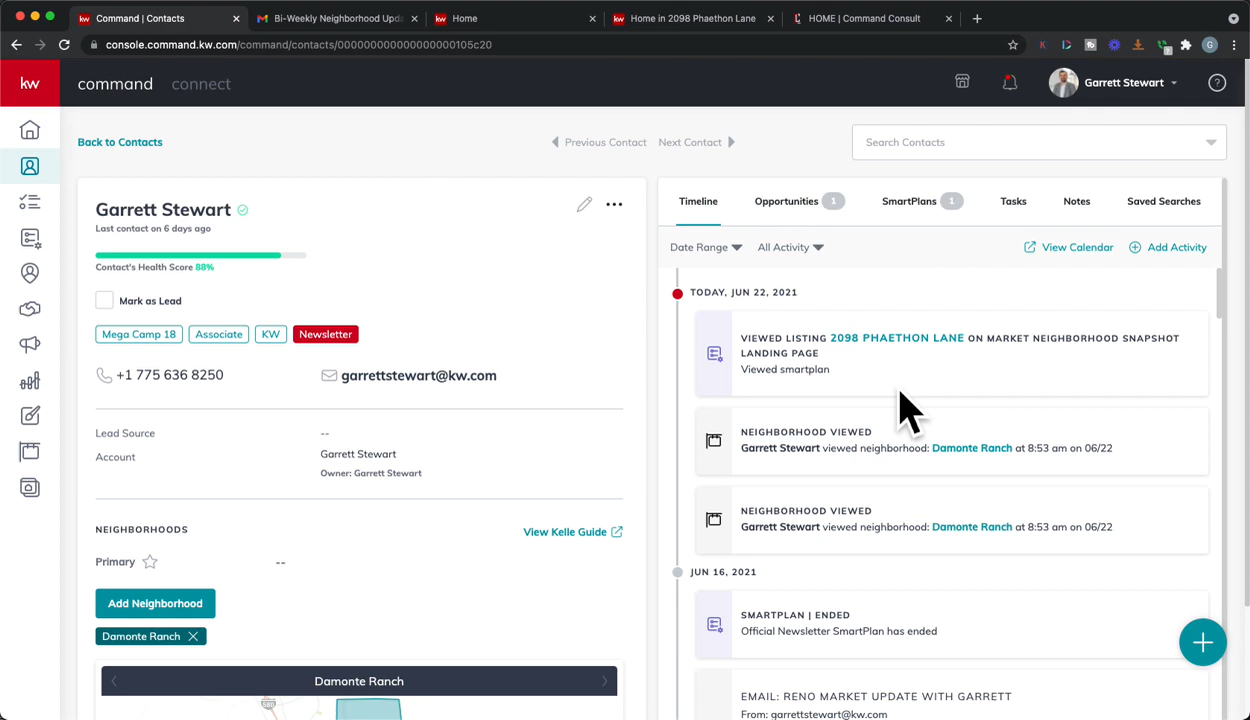 Command | Contacts
Bi-Weekly Neighborhood Upda
Home
Home in 2098 Phaethon Lane
HOME | Command Consult
console.command.kw.com/command/contacts/00000000000000000105c20
kw
command
connect
Garrett Stewart
Back to Contacts
Previous Contact
Next Contact
Search Contacts
Garrett Stewart
Last contact on 6 days ago
Contact's Health Score 88%
Mark as Lead
Mega Camp 18
Associate
KW
Newsletter
+1 775 636 8250
garrettstewart@kw.com
Lead Source
--
Account
Garrett Stewart
Owner: Garrett Stewart
NEIGHBORHOODS
View Kelle Guide
Primary
--
Add Neighborhood
Damonte Ranch
Damonte Ranch
580
Timeline
Opportunities 1
SmartPlans 1
Tasks
Notes
Saved Searches
Date Range
All Activity
View Calendar
Add Activity
TODAY, JUN 22, 2021
VIEWED LISTING 2098 PHAETHON LANE ON MARKET NEIGHBORHOOD SNAPSHOT
LANDING PAGE
Viewed smartplan
NEIGHBORHOOD VIEWED
Garrett Stewart viewed neighborhood: Damonte Ranch at 8:53 am on 06/22
NEIGHBORHOOD VIEWED
Garrett Stewart viewed neighborhood: Damonte Ranch at 8:53 am on 06/22
JUN 16, 2021
SMARTPLAN | ENDED
Official Newsletter SmartPlan has ended
EMAIL: RENO MARKET UPDATE WITH GARRETT
From: garrettstewart@kw.com